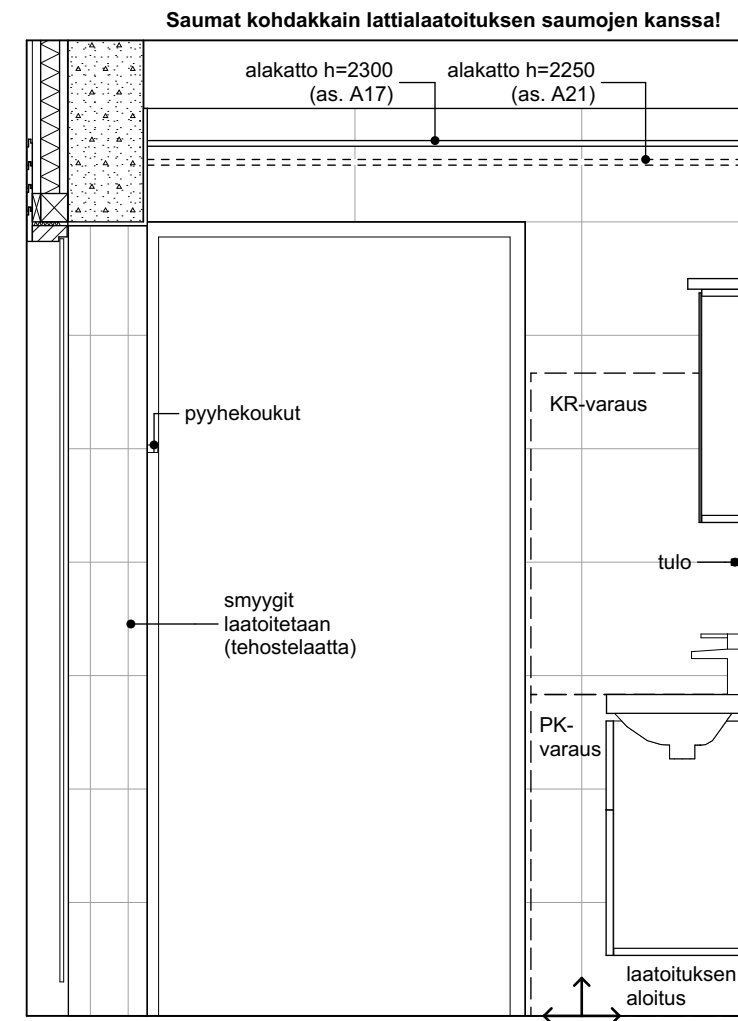 Saumat kohdakkain lattialaatoituksen saumojen kanssa!
alakatto h=2300
(as. A17)
alakatto h=2250
(as. A21)
KR-varaus
pyyhekoukut
tulo
smyygit
laatoitetaan
(tehostelaatta)
PK-
varaus
laatoituksen
aloitus